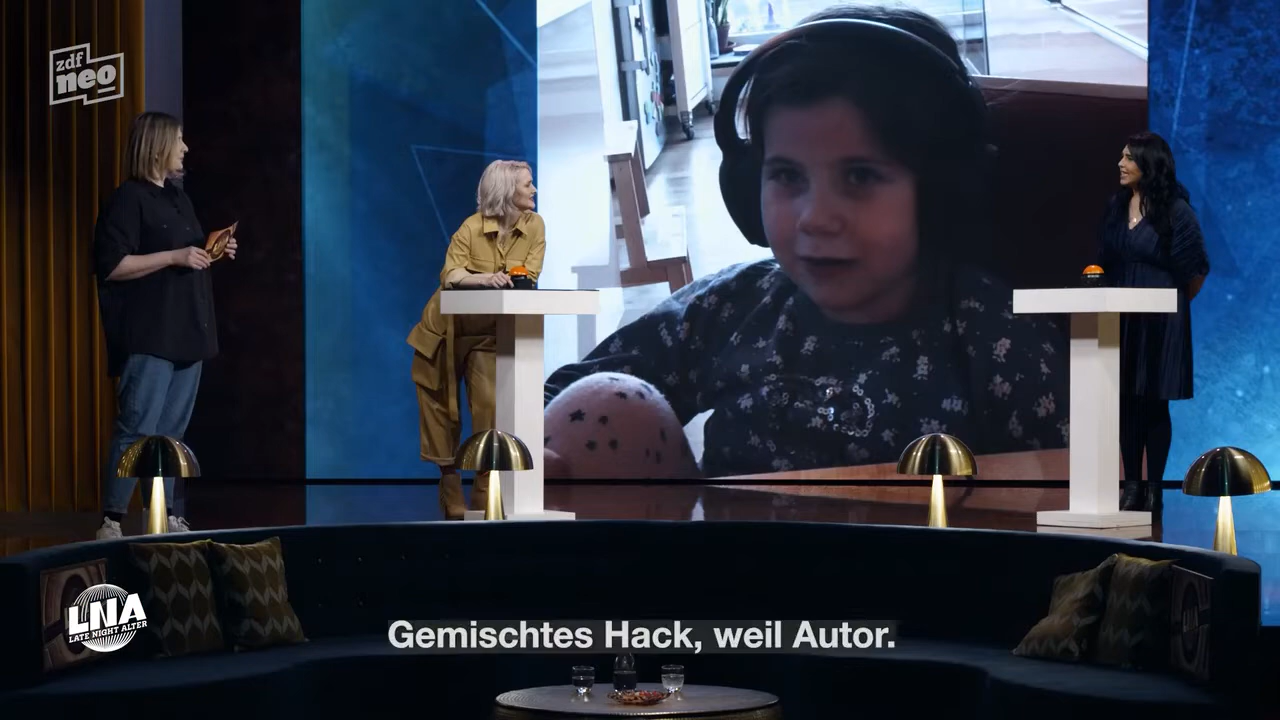 zdf
neo
LNA
LATE NIGHT ALTER
Gemischtes Hack, weil Autor.